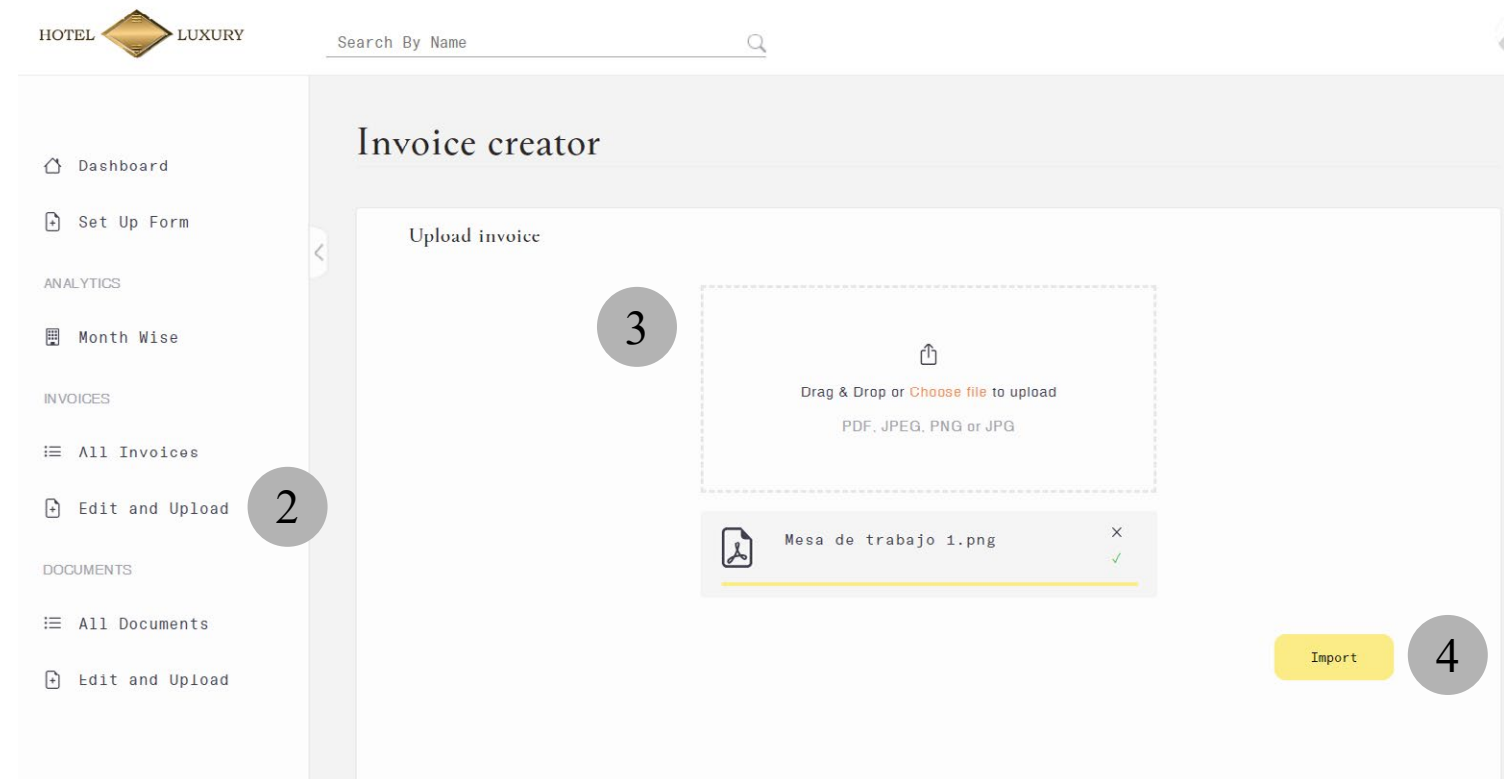 HOTEL LUXURY
Search By Name
Dashboard
Set Up Form
ANALYTICS
Month Wise
INVOICES
All Invoices
Edit and Upload
2
DOCUMENTS
All Documents
Edit and Upload
Invoice creator
Upload invoice
3
Drag & Drop or Choose file to upload
PDF, JPEG, PNG or JPG
Mesa de trabajo 1.png
Import
4